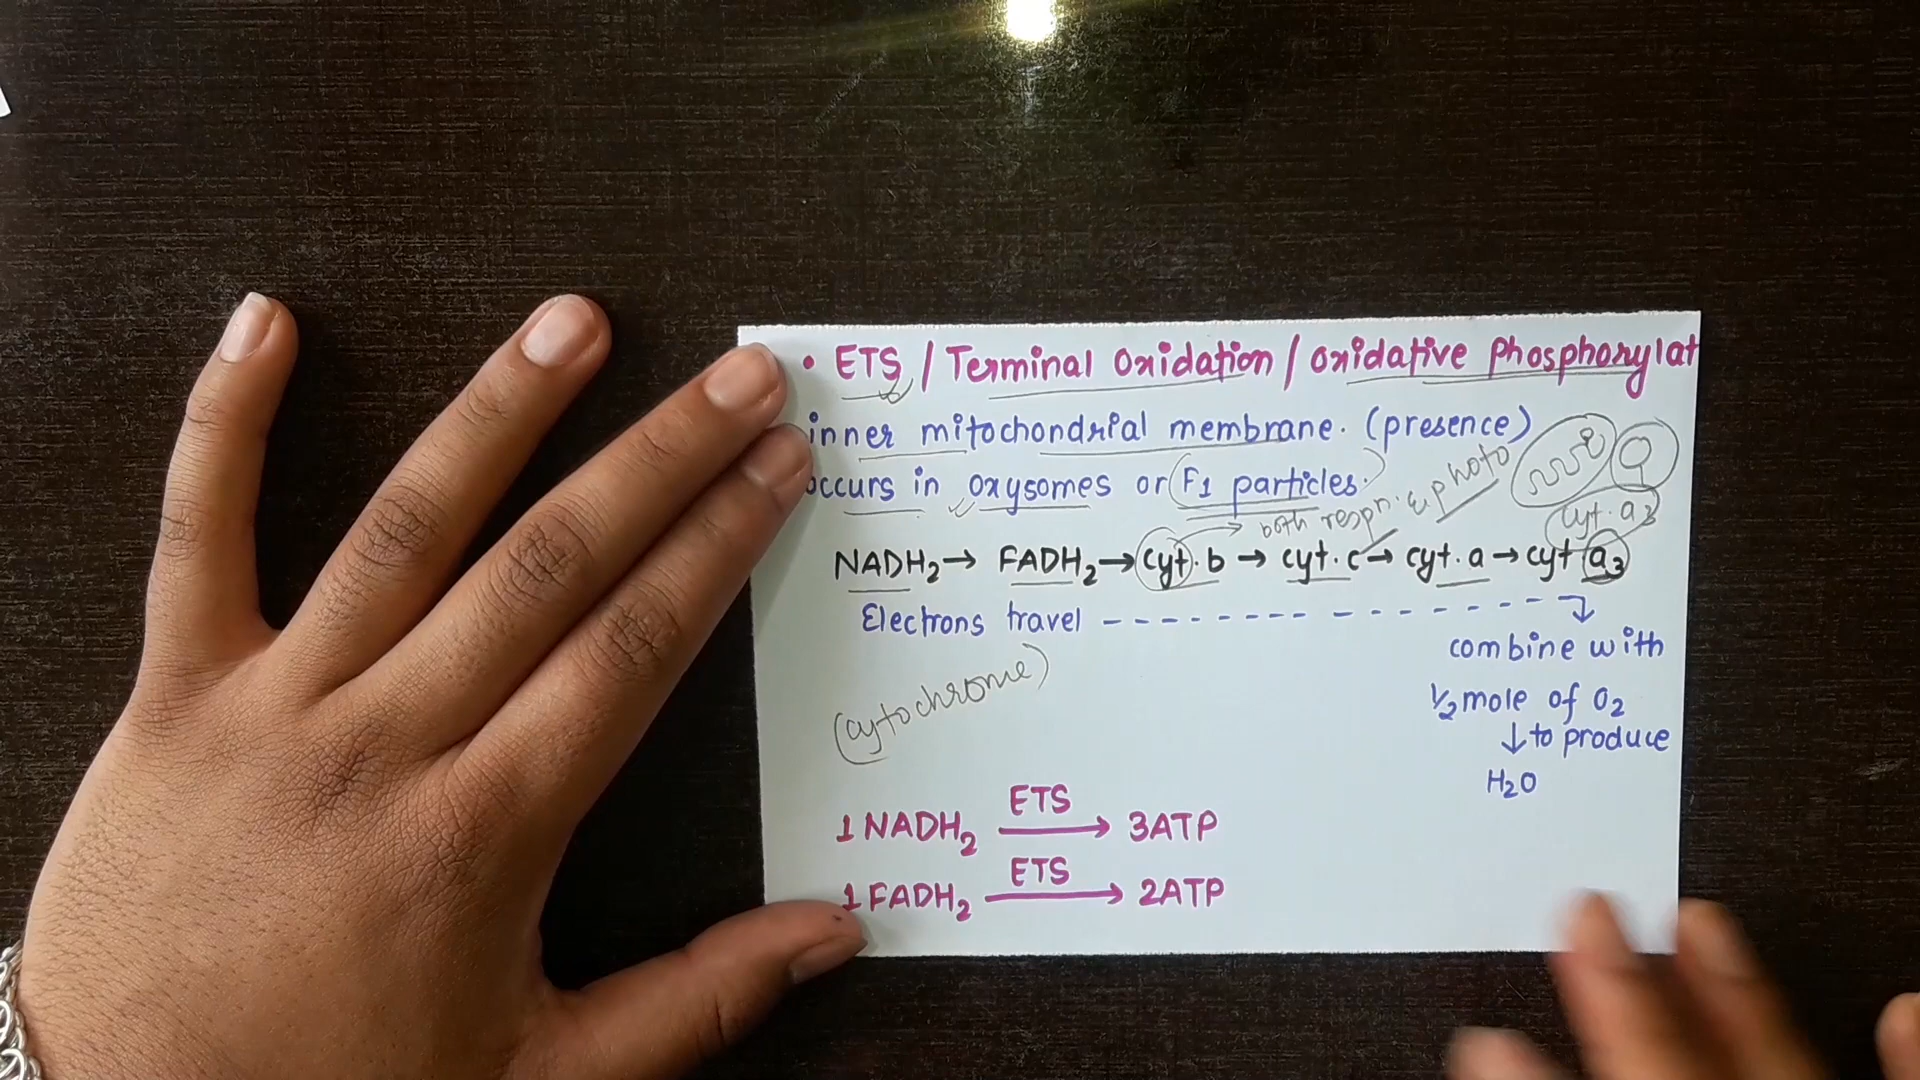 • ETS / Terminal Oxidation / Oxidative Phosphorylat
inner mitochondrial membrane. (presence)
occurs in oxysomes or F1 particles.
both respn. & photo
cyt. a3
NADH2 → FADH2 → cyt. b → cyt. c → cyt. a → cyt a3
Electrons travel - - - - - - - - - - - - - -
combine with
1/2 mole of O2
↓ to produce
H2O
(cytochrome)
1 NADH2 ETS → 3ATP
1 FADH2 ETS → 2ATP